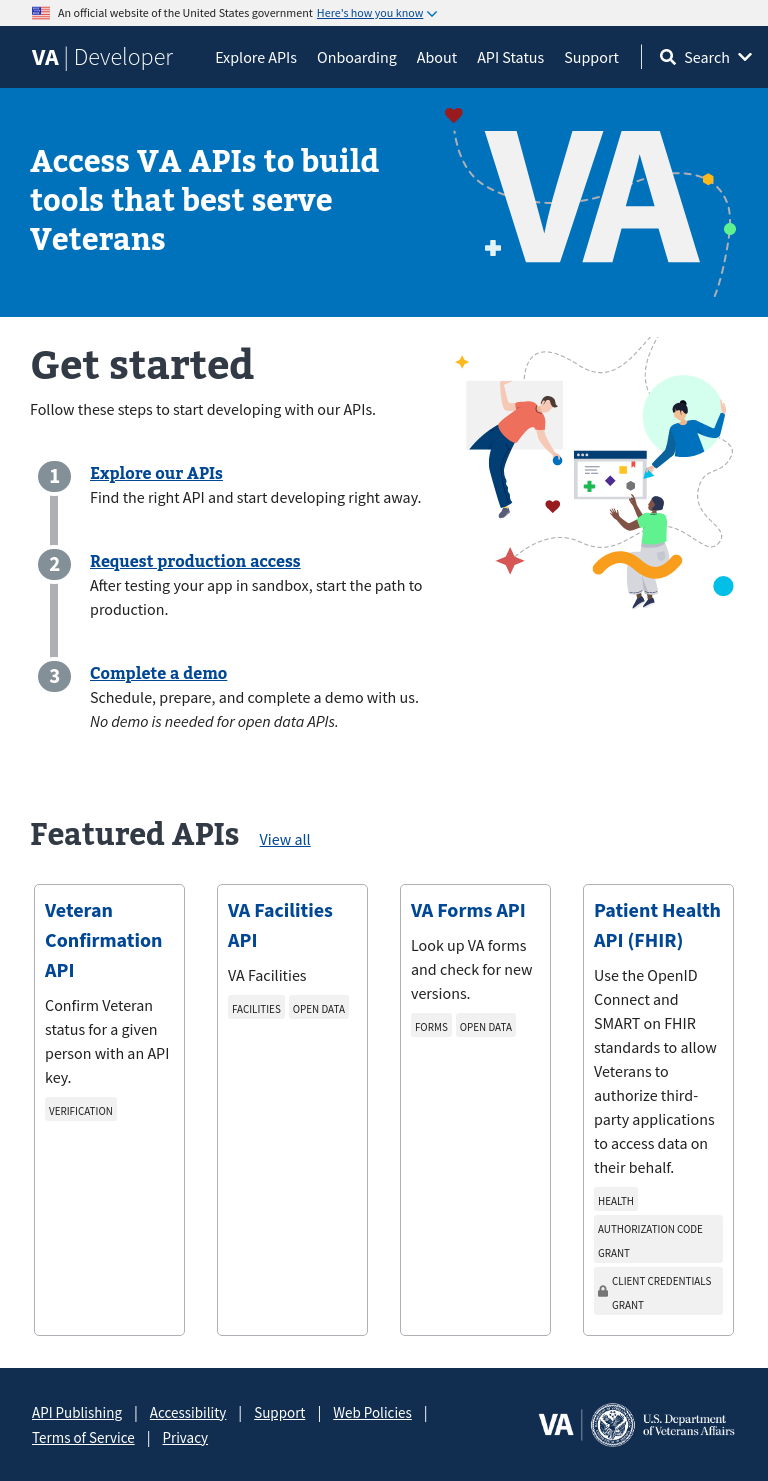 An official website of the United States government Here's how you know
VA | Developer
Explore APIs
Onboarding
About
API Status
Support
Search
Access VA APIs to build
tools that best serve
Veterans
VA
Get started
Follow these steps to start developing with our APIs.
1
Explore our APIs
Find the right API and start developing right away.
2
Request production access
After testing your app in sandbox, start the path to
production.
3
Complete a demo
Schedule, prepare, and complete a demo with us.
No demo is needed for open data APIs.
Featured APIs
View all
Veteran
Confirmation
API
Confirm Veteran
status for a given
person with an API
key.
VERIFICATION
VA Facilities
API
VA Facilities
FACILITIES
OPEN DATA
VA Forms API
Look up VA forms
and check for new
versions.
FORMS
OPEN DATA
Patient Health
API (FHIR)
Use the OpenID
Connect and
SMART on FHIR
standards to allow
Veterans to
authorize third-
party applications
to access data on
their behalf.
HEALTH
AUTHORIZATION CODE
GRANT
CLIENT CREDENTIALS
GRANT
API Publishing | Accessibility | Support | Web Policies |
Terms of Service | Privacy
VA
U.S. Department
of Veterans Affairs